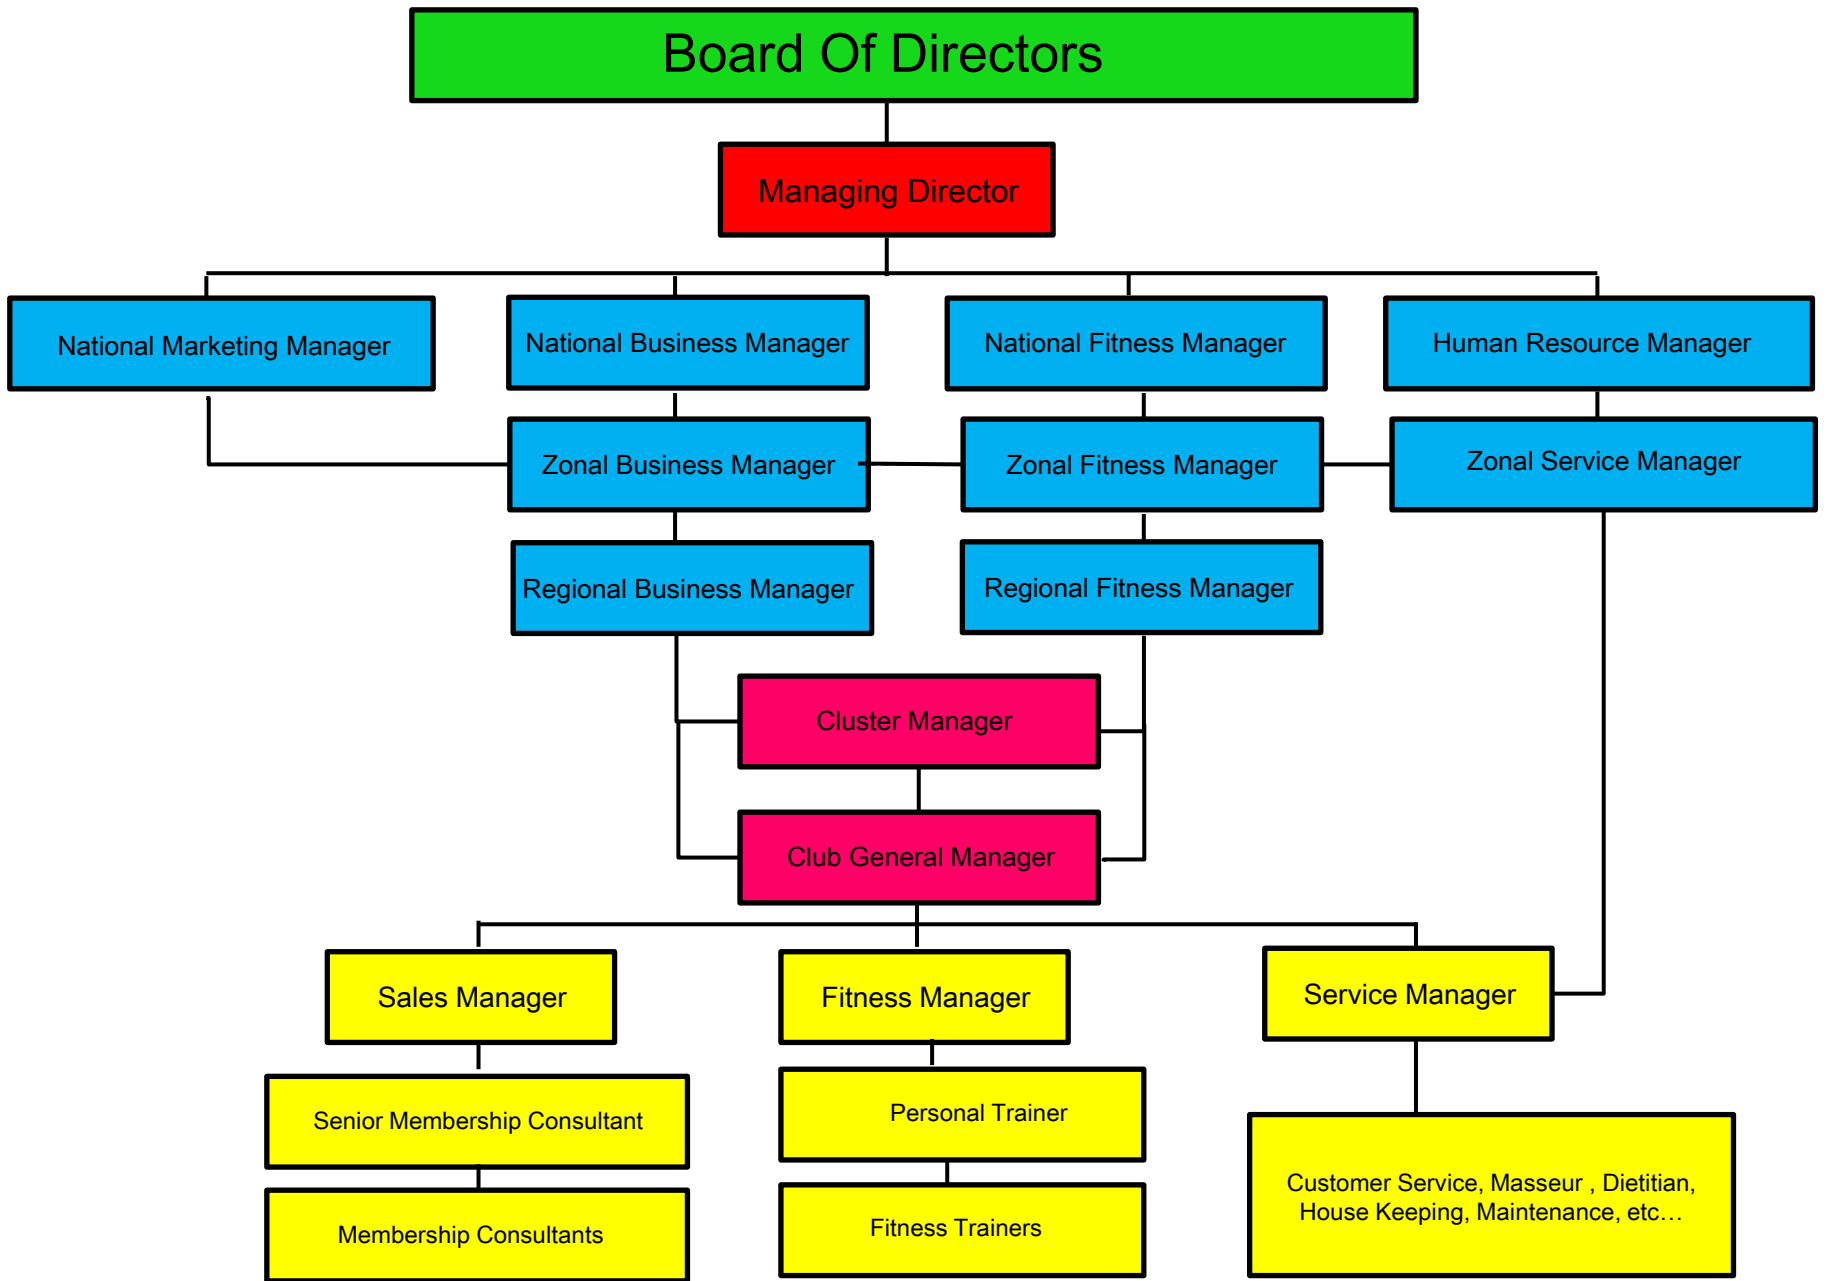 Board Of Directors
Managing Director
National Marketing Manager
National Business Manager
National Fitness Manager
Human Resource Manager
Zonal Business Manager
Zonal Fitness Manager
Zonal Service Manager
Regional Business Manager
Regional Fitness Manager
Cluster Manager
Club General Manager
Sales Manager
Fitness Manager
Service Manager
Senior Membership Consultant
Personal Trainer
Customer Service, Masseur , Dietitian,
House Keeping, Maintenance, etc…
Membership Consultants
Fitness Trainers